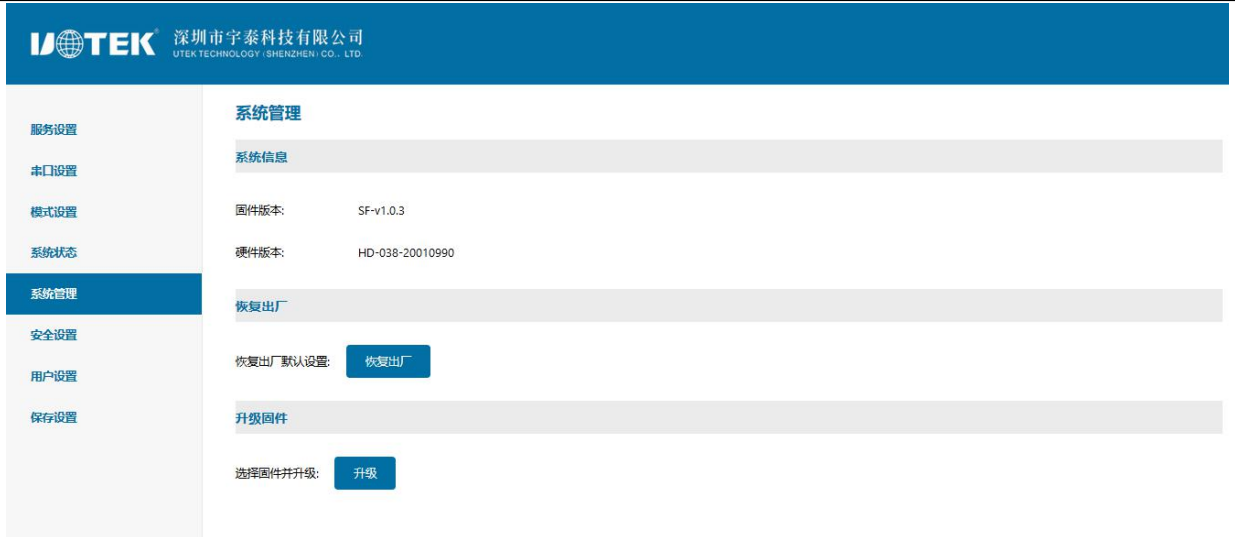 UOTEK®
深圳市宇泰科技有限公司
UTEK TECHNOLOGY (SHENZHEN) CO., LTD.
服务设置
串口设置
模式设置
系统状态
系统管理
安全设置
用户设置
保存设置
系统管理
系统信息
固件版本: SF-v1.0.3
硬件版本: HD-038-20010990
恢复出厂
恢复出厂默认设置: 恢复出厂
升级固件
选择固件并升级: 升级